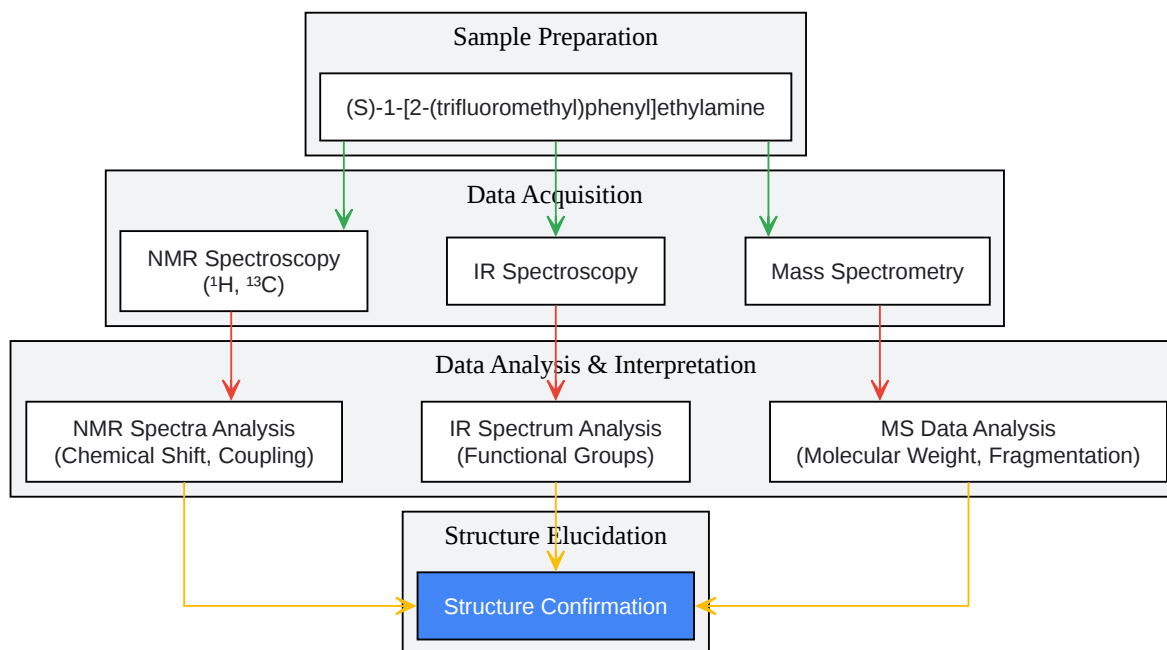 Sample Preparation
(S)-1-[2-(trifluoromethyl)phenyl]ethylamine
Data Acquisition
NMR Spectroscopy
(¹H, ¹³C)
IR Spectroscopy
Mass Spectrometry
Data Analysis & Interpretation
NMR Spectra Analysis
(Chemical Shift, Coupling)
IR Spectrum Analysis
(Functional Groups)
MS Data Analysis
(Molecular Weight, Fragmentation)
Structure Elucidation
Structure Confirmation